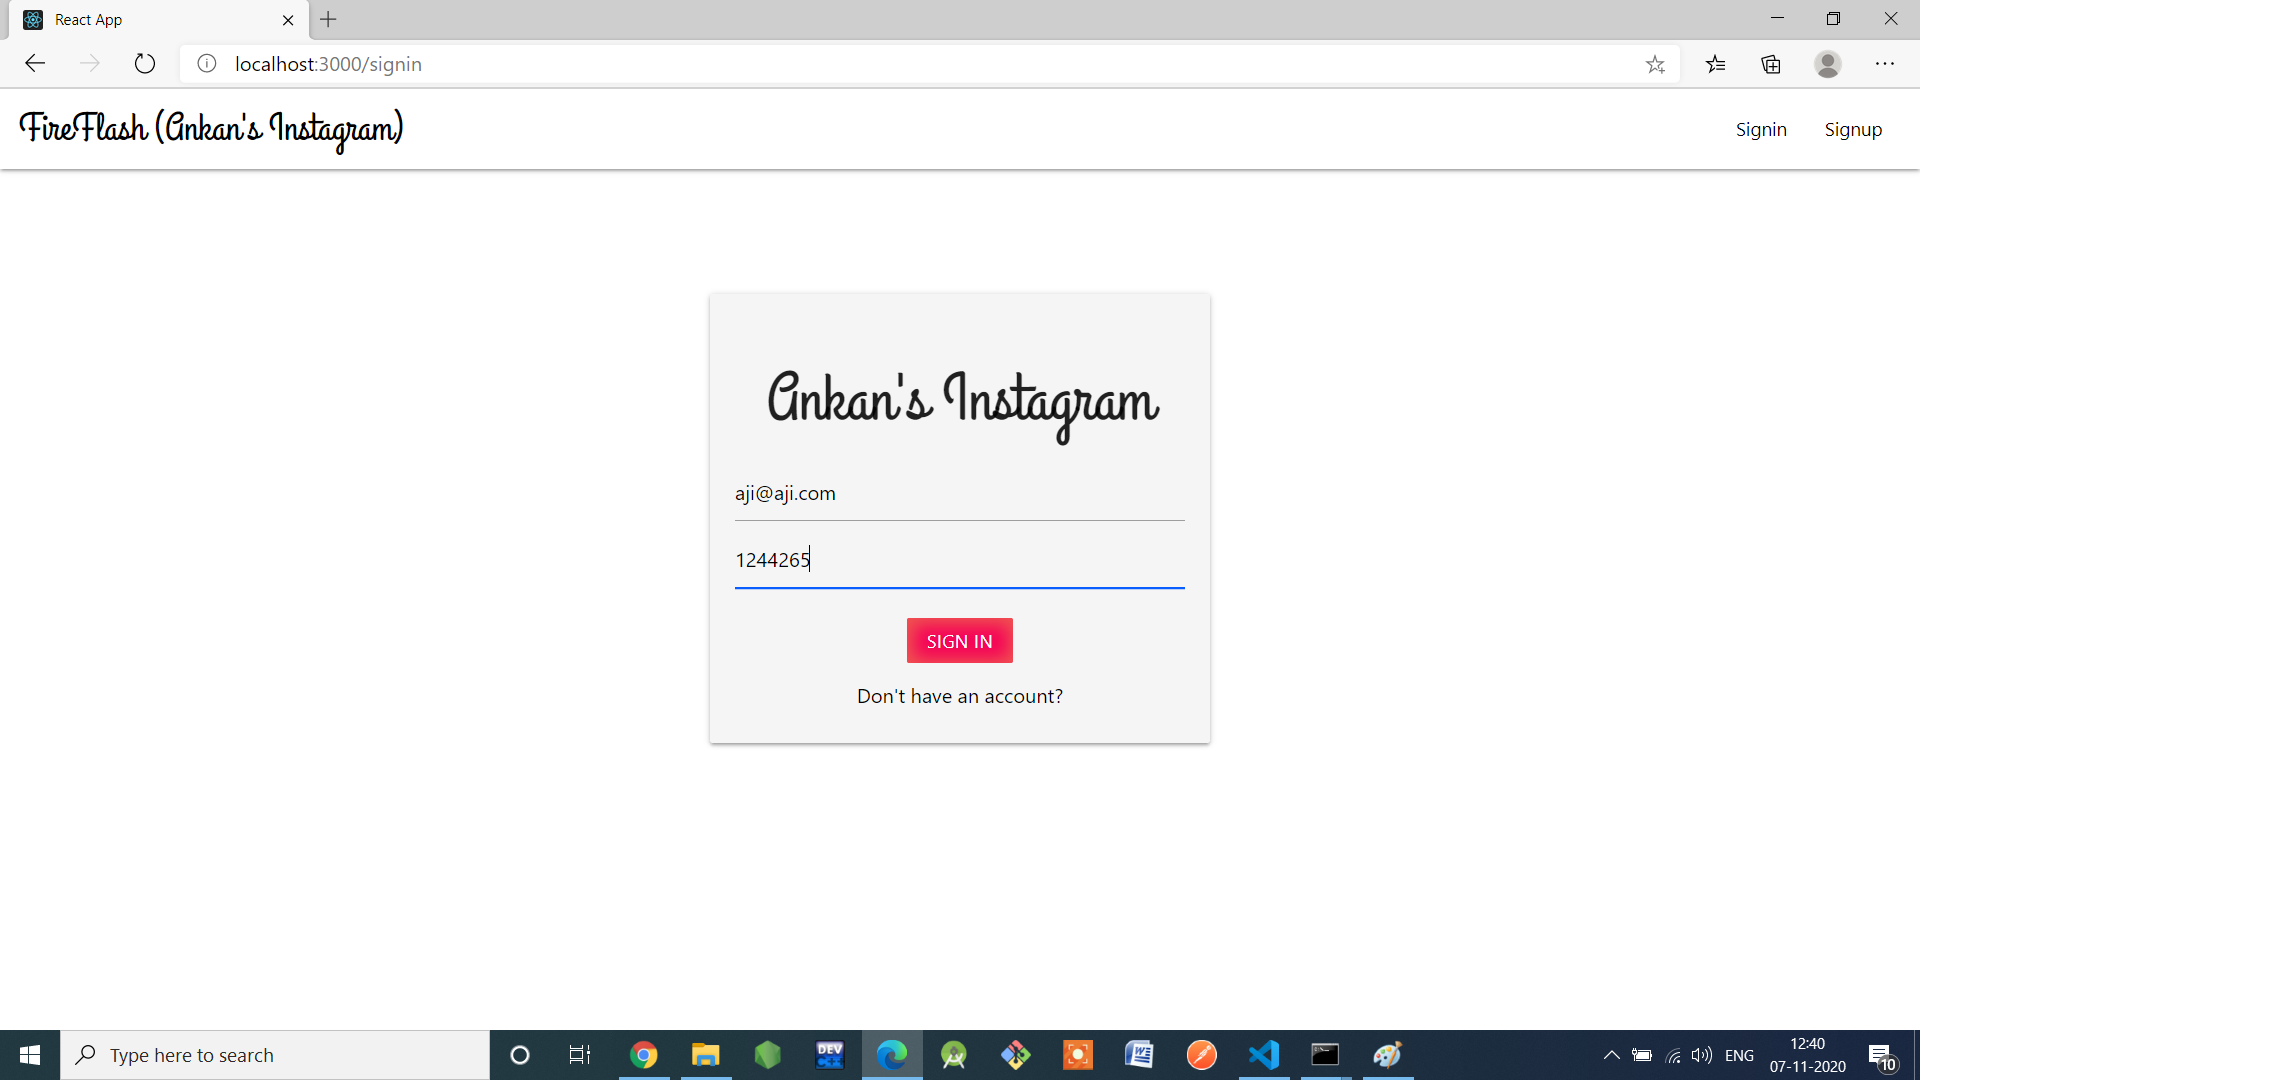 React App
localhost:3000/signin
FireFlash (Ankan's Instagram)
Signin Signup
Ankan's Instagram
aji@aji.com
1244265
SIGN IN
Don't have an account?
Type here to search
DEV
ENG
12:40
07-11-2020
10